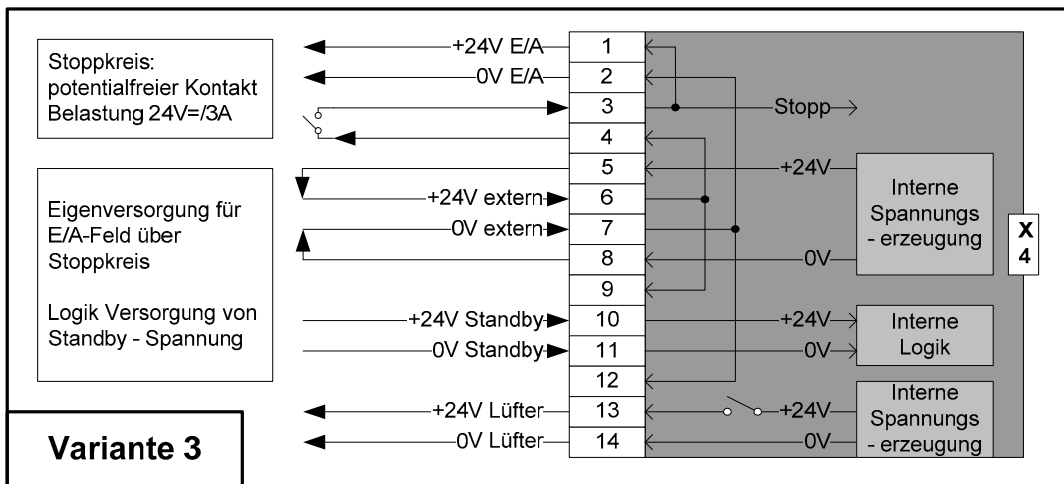 Stoppkreis:
potentialfreier Kontakt
Belastung 24V=/3A
Eigenversorgung für
E/A-Feld über
Stoppkreis
Logik Versorgung von
Standby - Spannung
Variante 3
+24V E/A
0V E/A
+24V extern
0V extern
+24V Standby
0V Standby
+24V Lüfter
0V Lüfter
1
2
3
4
5
6
7
8
9
10
11
12
13
14
Stopp
+24V
0V
+24V
0V
+24V
0V
Interne
Spannungs
- erzeugung
Interne
Logik
Interne
Spannungs
- erzeugung
X
4